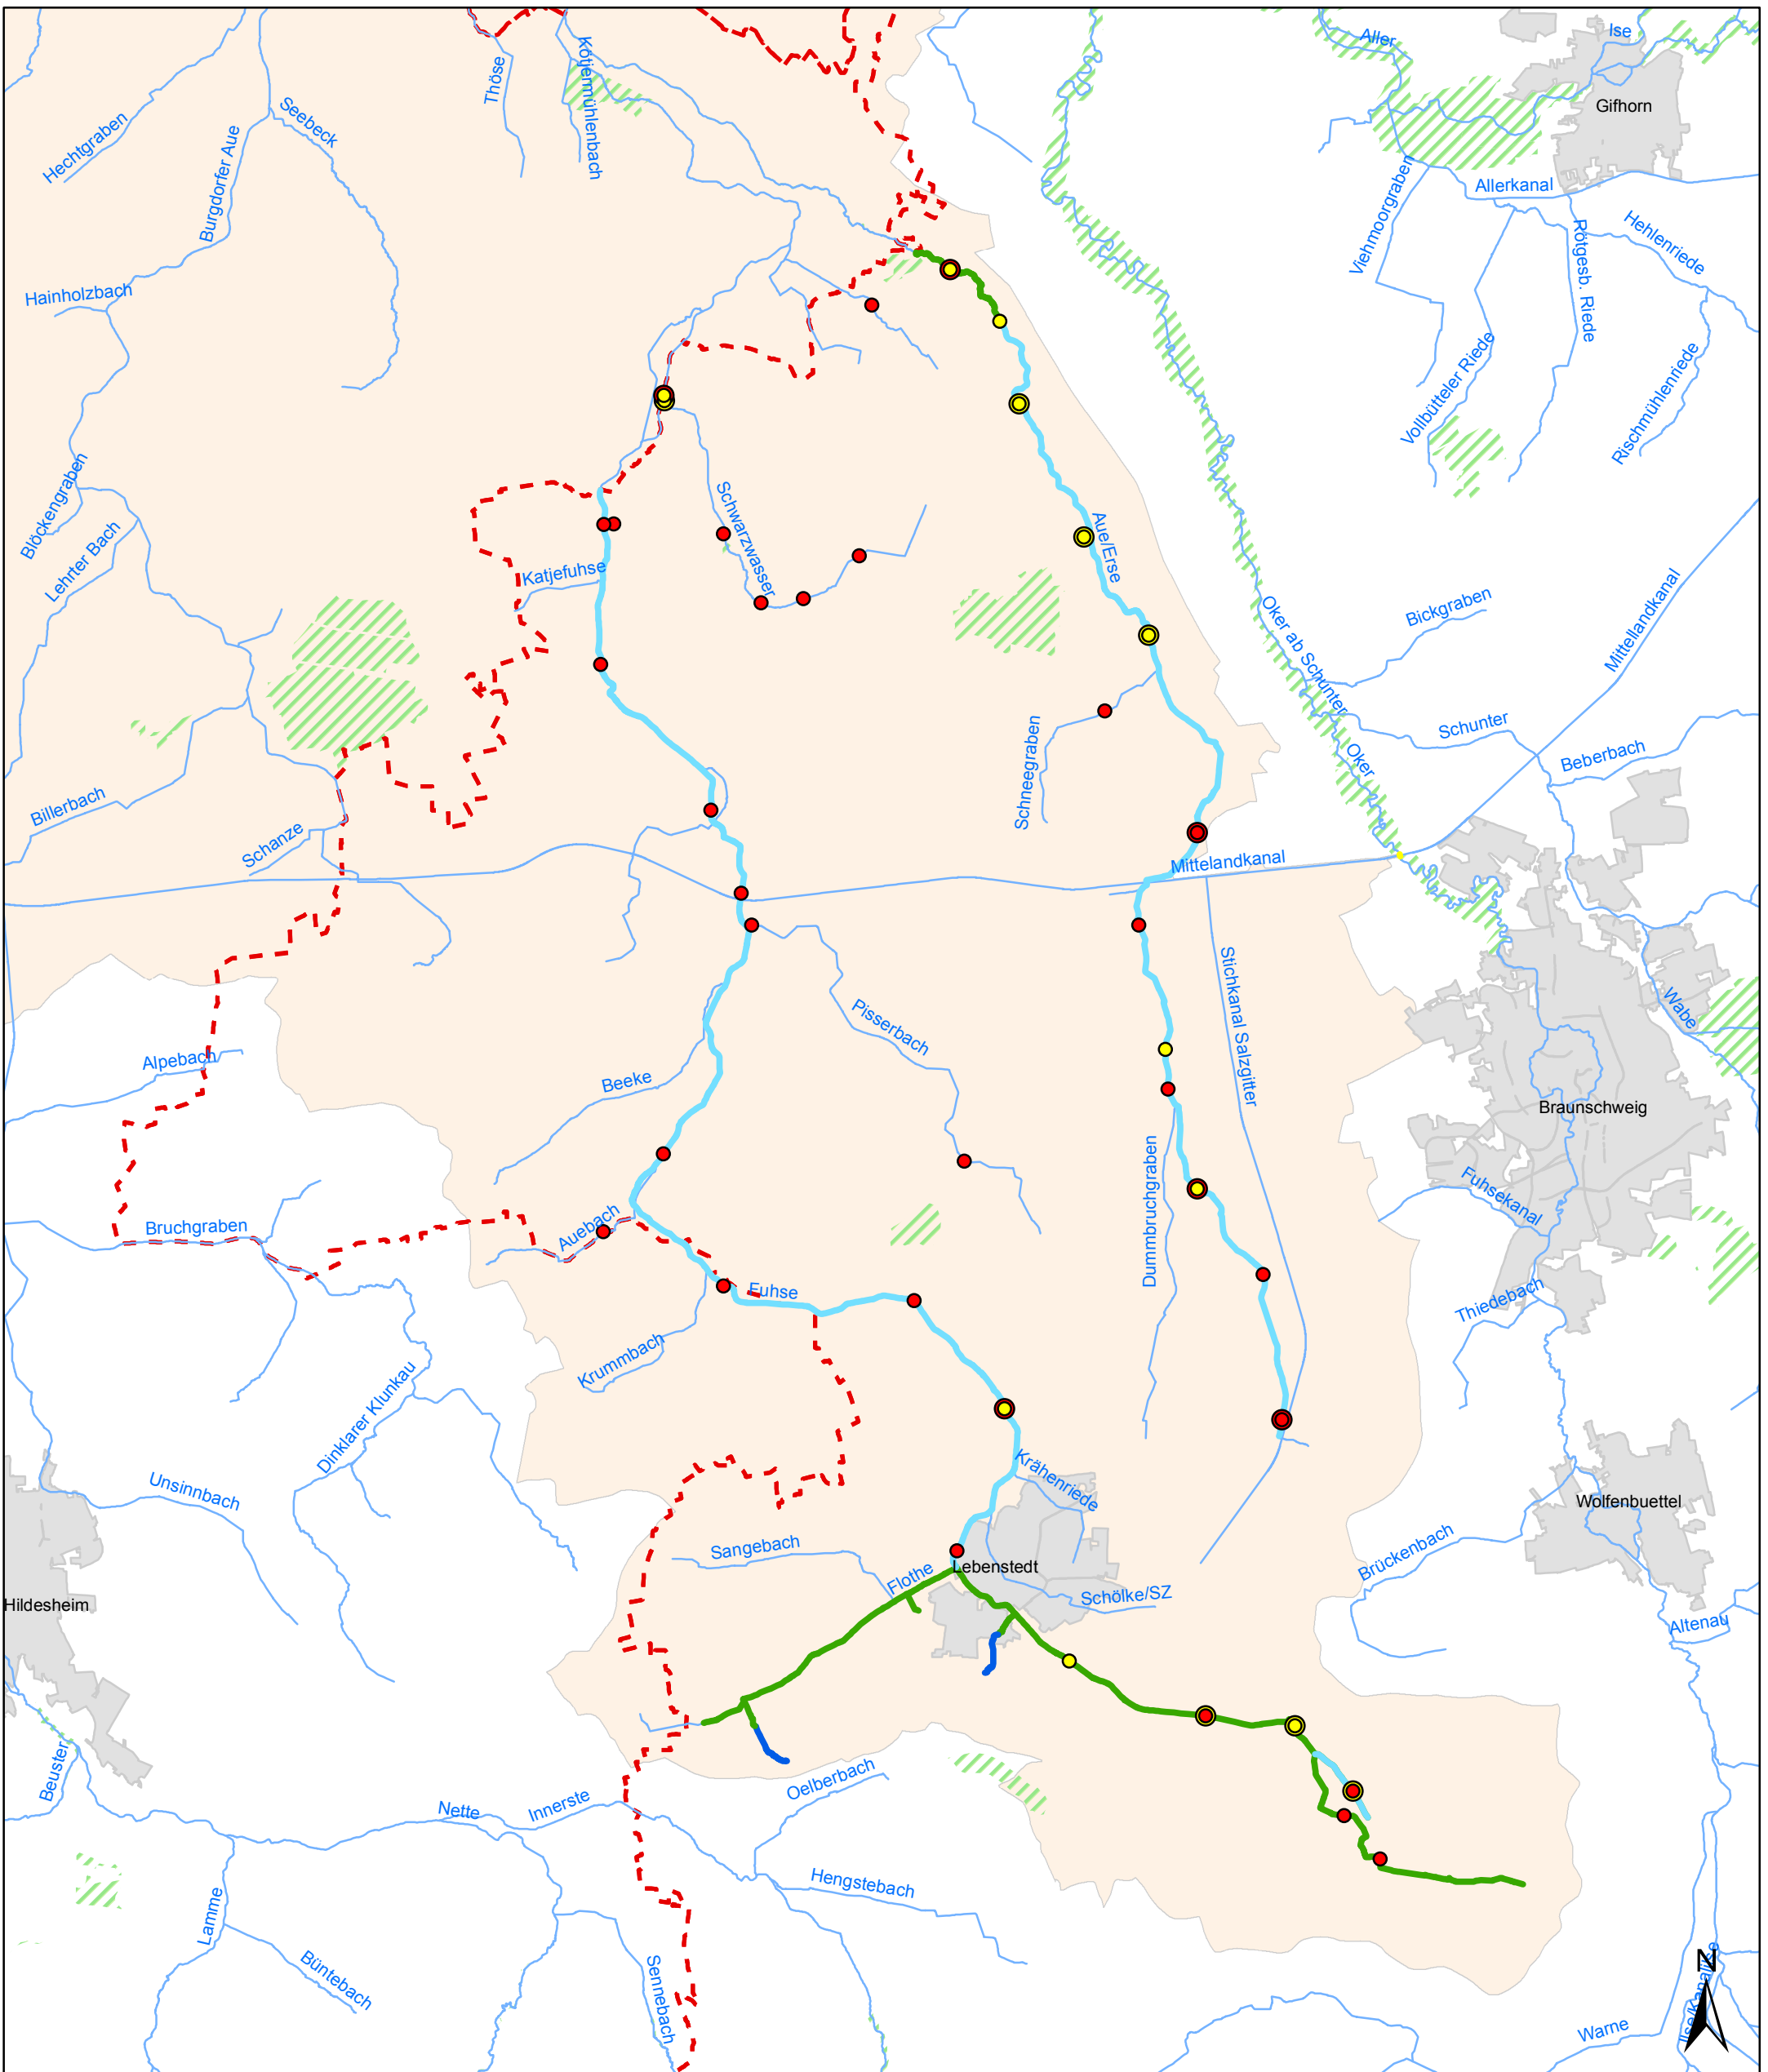 Aller
Ise
Gifhorn
Kötjermühlenbach
Thöse
Seebeck
Hechtgraben
Burgdorfer Aue
Viehmoorgraben
Allerkanal
Rötgesb. Riede
Hehlenriede
Hainholzbach
Vollbütteler Riede
Rischmühlenriede
Blöckengraben
Lehrter Bach
Schwarzwasser
Katjefuhse
Aue/Erse
Oker ab Schunter
Bickgraben
Mittellandkanal
Schunter
Beberbach
Oker
Schneegraben
Billerbach
Schanze
Mittelandkanal
Stichkanal Salzgitter
Wabe
Pisserbach
Alpebach
Beeke
Braunschweig
Dummbruchgraben
Fuhsekanal
Auebach
Bruchgraben
Fuhse
Thiedebach
Krummbach
Dinklarer Klunkau
Krähenriede
Unsinnbach
Wolfenbuettel
Sangebach
Brückenbach
Lebenstedt
Flothe
Schölke/SZ
Hildesheim
Altenau
Beuster
Oelberbach
Nette
Innerste
Hengstebach
Lamme
Büntebach
Sennebach
N
Ilse/Kanalilse
Warne